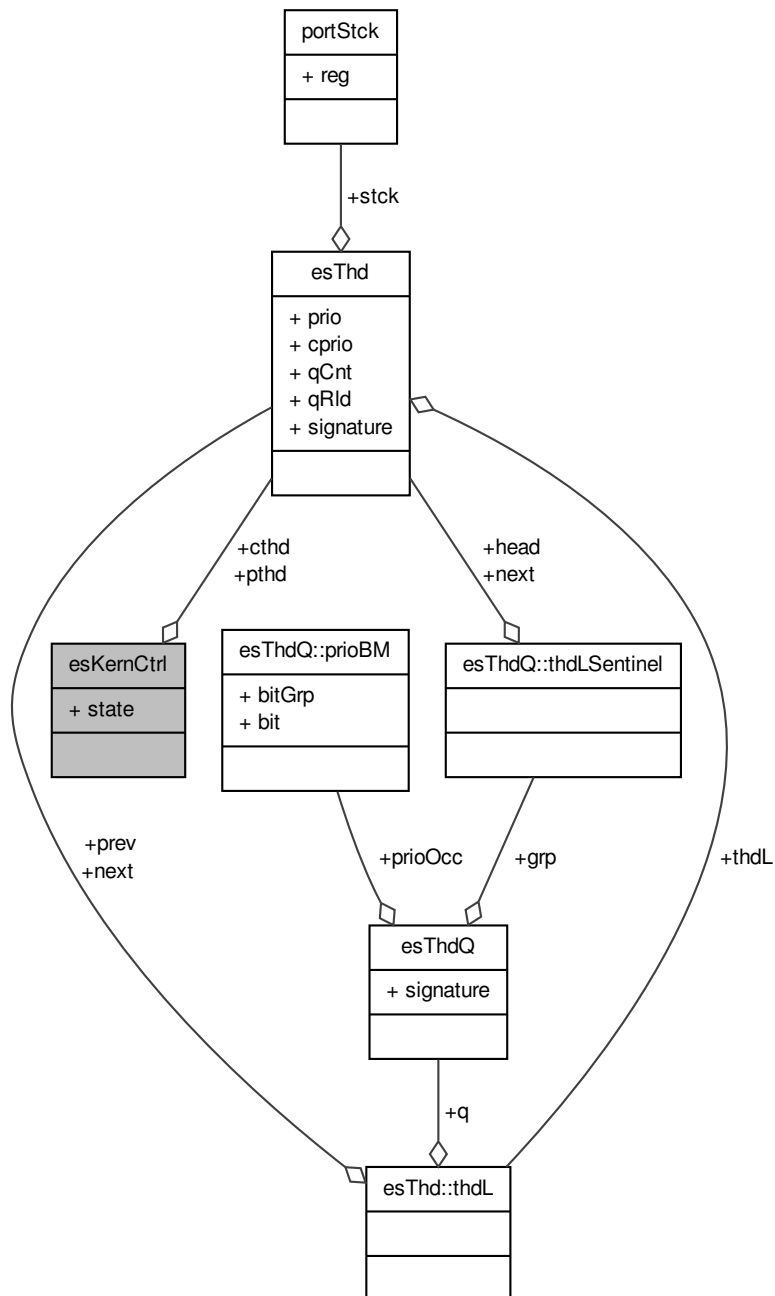 portStck
+ reg
+stck
esThd
+ prio
+ cprio
+ qCnt
+ qRld
+ signature
+cthd
+pthd
+head
+next
esKernCtrl
+ state
esThdQ::prioBM
+ bitGrp
+ bit
esThdQ::thdLSentinel
+prev
+next
+prioOcc
+grp
+thdL
esThdQ
+ signature
+q
esThd::thdL